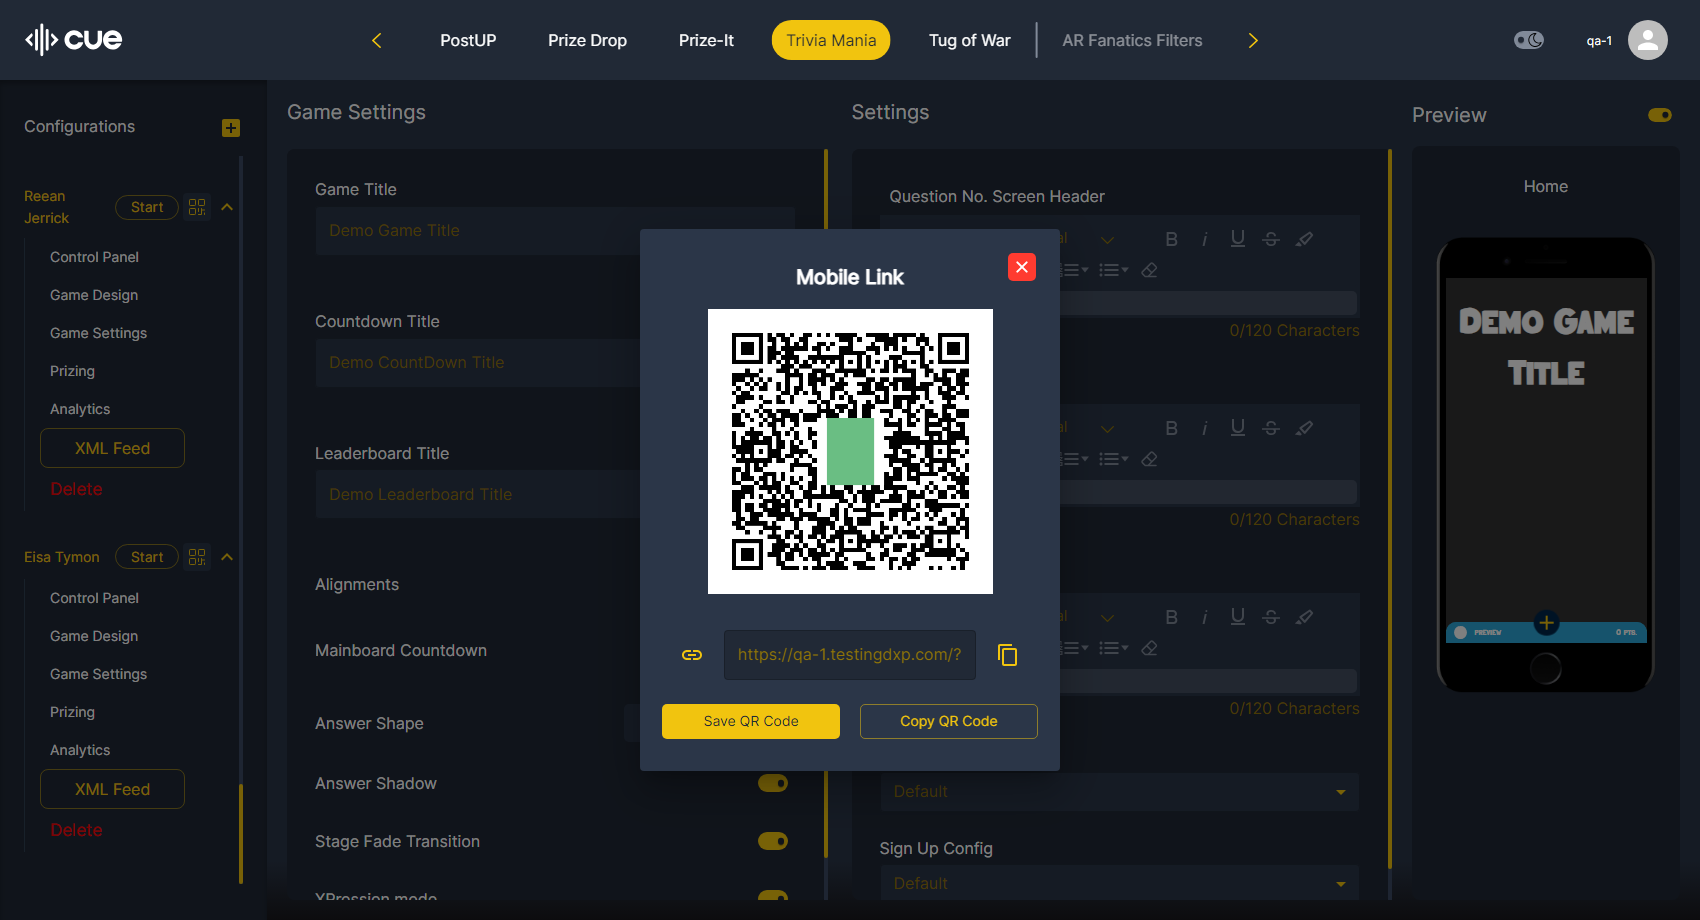 cue
PostUP
Prize Drop
Prize-It
Trivia Mania
Tug of War
AR Fanatics Filters
qa-1
Configurations
Reean
Jerrick
Start
Control Panel
Game Design
Game Settings
Prizing
Analytics
XML Feed
Delete
Eisa Tymon
Start
Control Panel
Game Design
Game Settings
Prizing
Analytics
XML Feed
Delete
Game Settings
Game Title
Demo Game Title
Countdown Title
Demo CountDown Title
Leaderboard Title
Demo Leaderboard Title
Alignments
Mainboard Countdown
Answer Shape
Answer Shadow
Stage Fade Transition
XPression mode
Mobile Link
https://qa-1.testingdxp.com/?
Save QR Code
Copy QR Code
Settings
Question No. Screen Header
B i U S
0/120 Characters
B i U S
0/120 Characters
B i U S
0/120 Characters
Default
Sign Up Config
Default
Preview
Home
Demo Game
Title
PREVIEW
0 PTS.